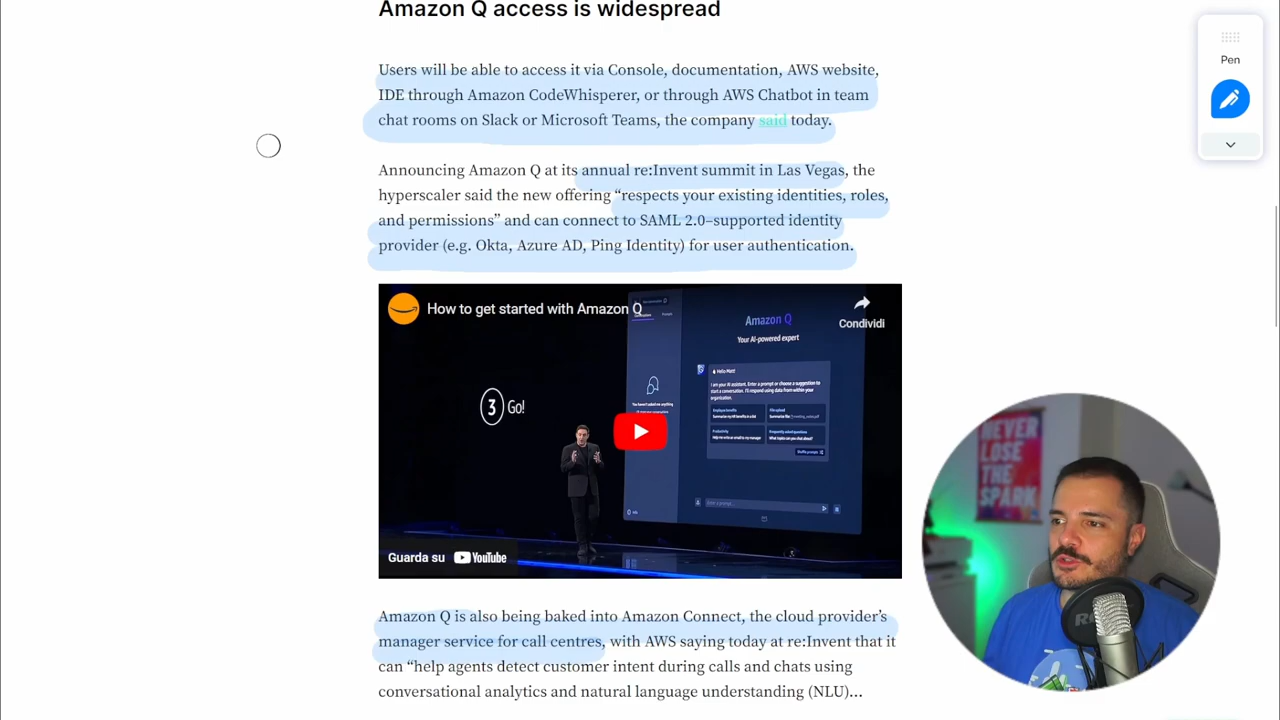 Amazon Q access is widespread
Pen
Users will be able to access it via Console, documentation, AWS website,
IDE through Amazon CodeWhisperer, or through AWS Chatbot in team
chat rooms on Slack or Microsoft Teams, the company said today.
Announcing Amazon Q at its annual re:Invent summit in Las Vegas, the
hyperscaler said the new offering “respects your existing identities, roles,
and permissions” and can connect to SAML 2.0–supported identity
provider (e.g. Okta, Azure AD, Ping Identity) for user authentication.
How to get started with Amazon Q
Condividi
Amazon Q
Your AI-powered expert
Hello Matt!
3 Go!
Guarda su YouTube
NEVER
LOSE
THE
SPARK
Amazon Q is also being baked into Amazon Connect, the cloud provider’s
manager service for call centres, with AWS saying today at re:Invent that it
can “help agents detect customer intent during calls and chats using
conversational analytics and natural language understanding (NLU)…